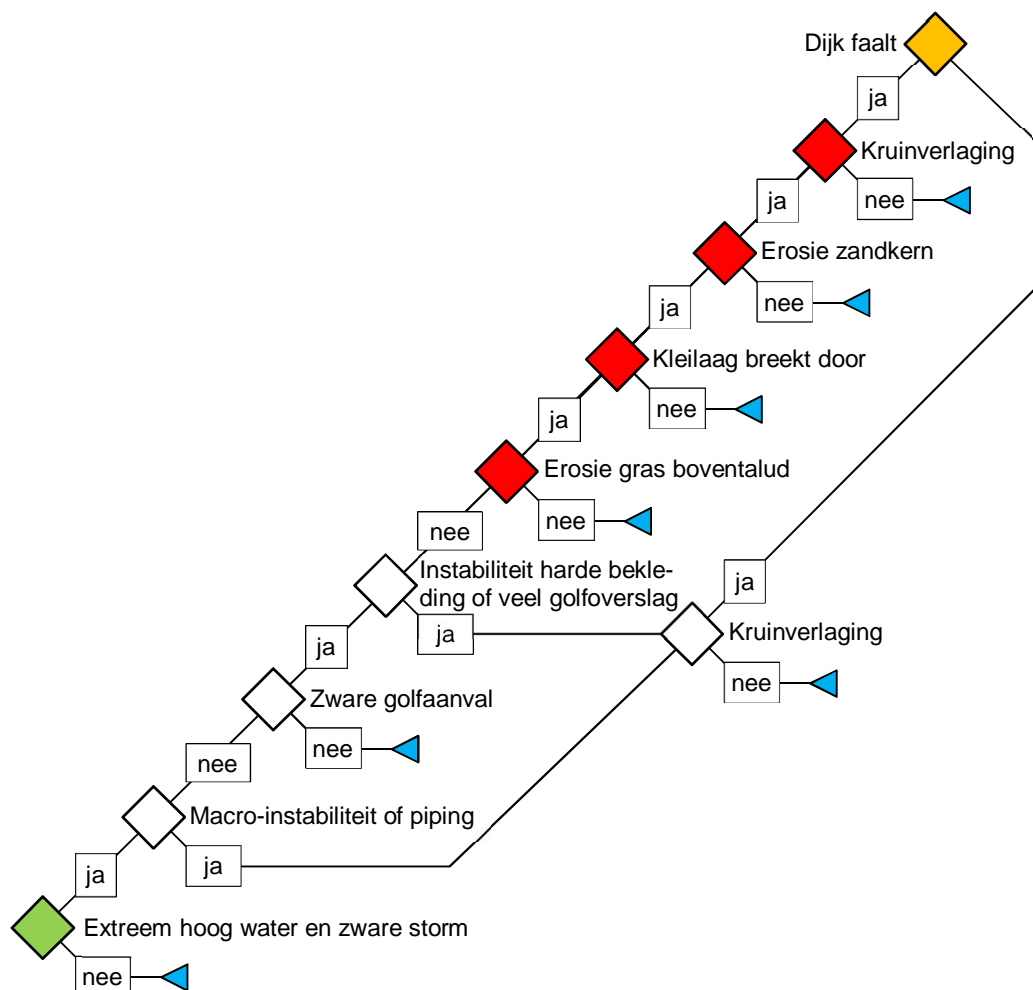 Dijk faalt
ja
Kruinverlaging
ja
nee
Erosie zandkern
ja
nee
Kleilaag breekt door
ja
nee
Erosie gras boventalud
nee
nee
Instabiliteit harde bekle-
ding of veel golfoverslag
ja
ja
ja
Kruinverlaging
nee
Zware golfaanval
nee
nee
Macro-instabiliteit of piping
ja
ja
Extreem hoog water en zware storm
nee